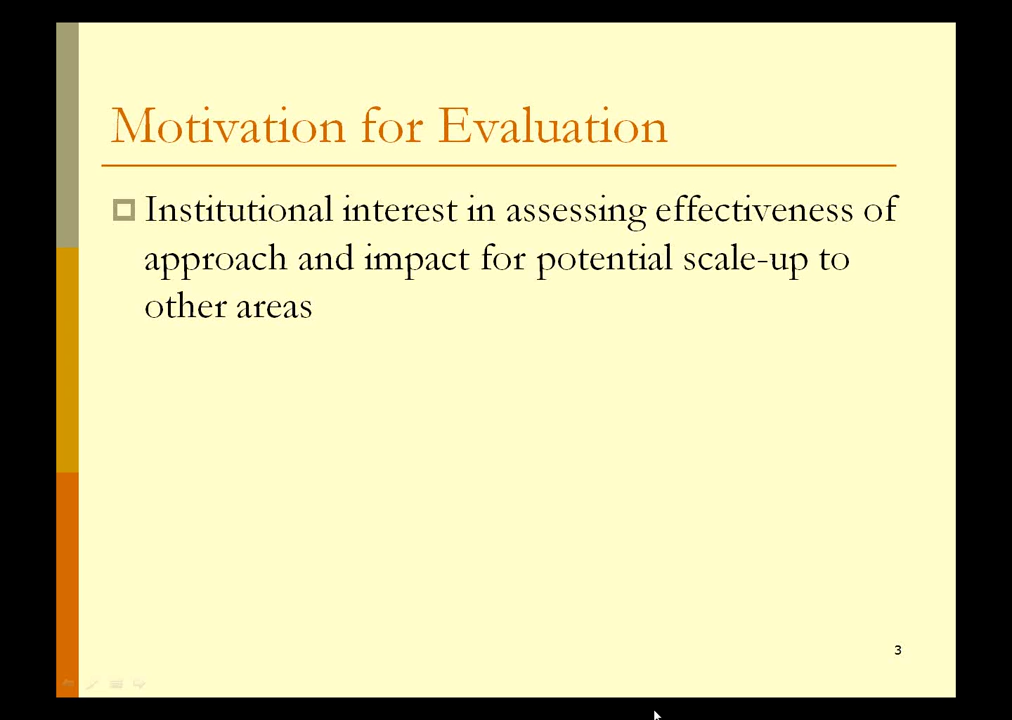 Motivation for Evaluation
Institutional interest in assessing effectiveness of
approach and impact for potential scale-up to
other areas
3